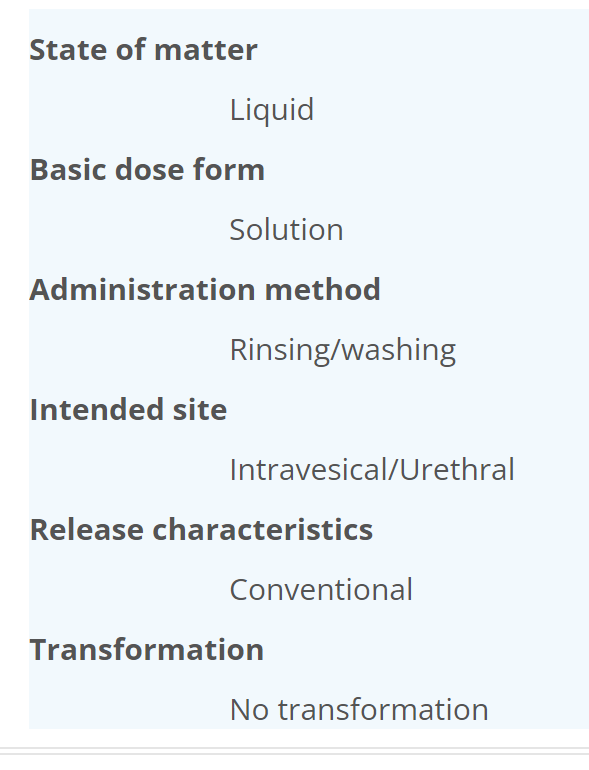 State of matter
Liquid
Basic dose form
Solution
Administration method
Rinsing/washing
Intended site
Intravesical/Urethral
Release characteristics
Conventional
Transformation
No transformation